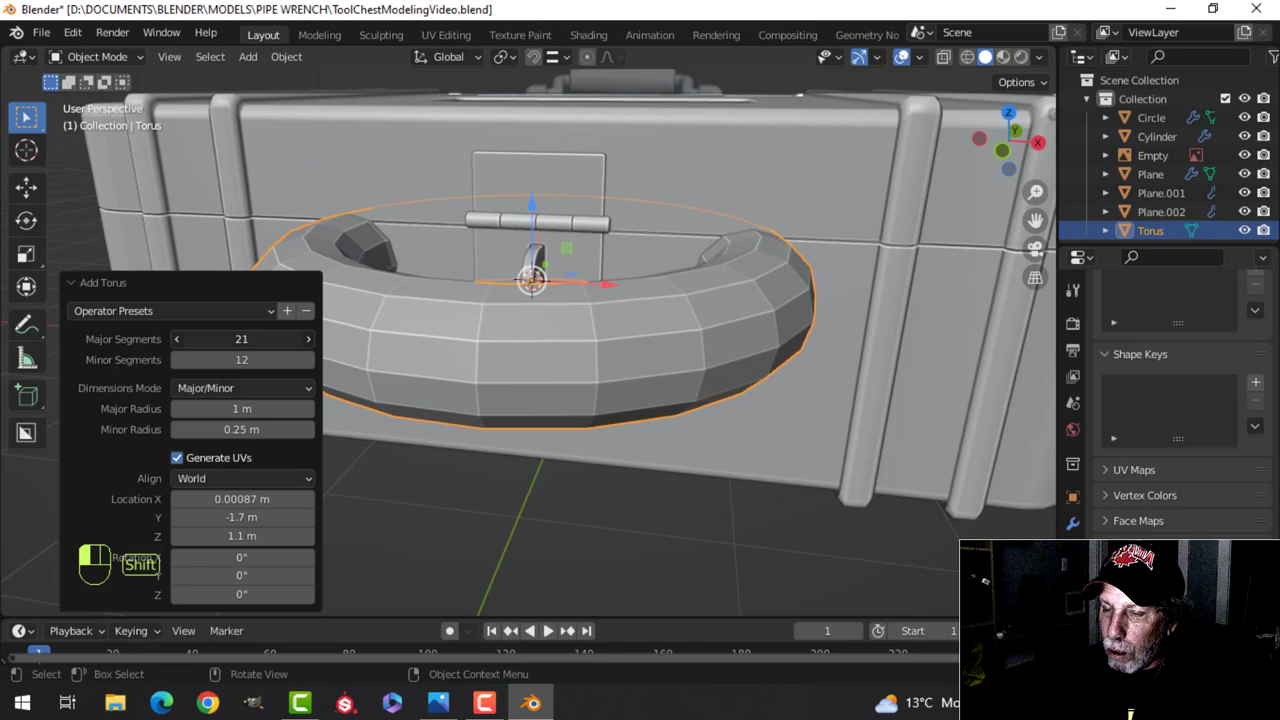 Blender* [D:\DOCUMENTS\BLENDER\MODELS\PIPE WRENCH\ToolChestModelingVideo.blend]
File Edit Render Window Help Layout Modeling Sculpting UV Editing Texture Paint Shading Animation Rendering Compositing Geometry No Scene ViewLayer
Object Mode View Select Add Object Global
Options
User Perspective
(1) Collection | Torus
Z
Y
X
Scene Collection
Collection
Circle
Cylinder
Empty
Plane
Plane.001
Plane.002
Torus
Add Torus
Operator Presets
Major Segments 21
Minor Segments 12
Dimensions Mode Major/Minor
Major Radius 1 m
Minor Radius 0.25 m
Generate UVs
Align World
Location X 0.00087 m
Y -1.7 m
Z 1.1 m
0°
0°
Z 0°
Shift
Shape Keys
UV Maps
Vertex Colors
Face Maps
Playback Keying View Marker 1 Start
Select Box Select Rotate View Object Context Menu
13°C